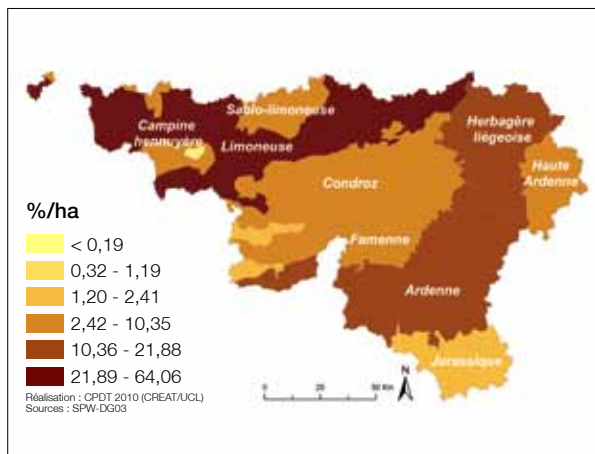 Sablo-limoneuse
Campine
hennuyère
Limoneuse
Herbagère
liégeoise
Haute
Ardenne
Condroz
Famenne
Ardenne
Jurassique
%/ha
< 0,19
0,32 - 1,19
1,20 - 2,41
2,42 - 10,35
10,36 - 21,88
21,89 - 64,06
Réalisation : CPDT 2010 (CREAT/UCL)
Sources : SPW-DG03
0 25 50 Km
N